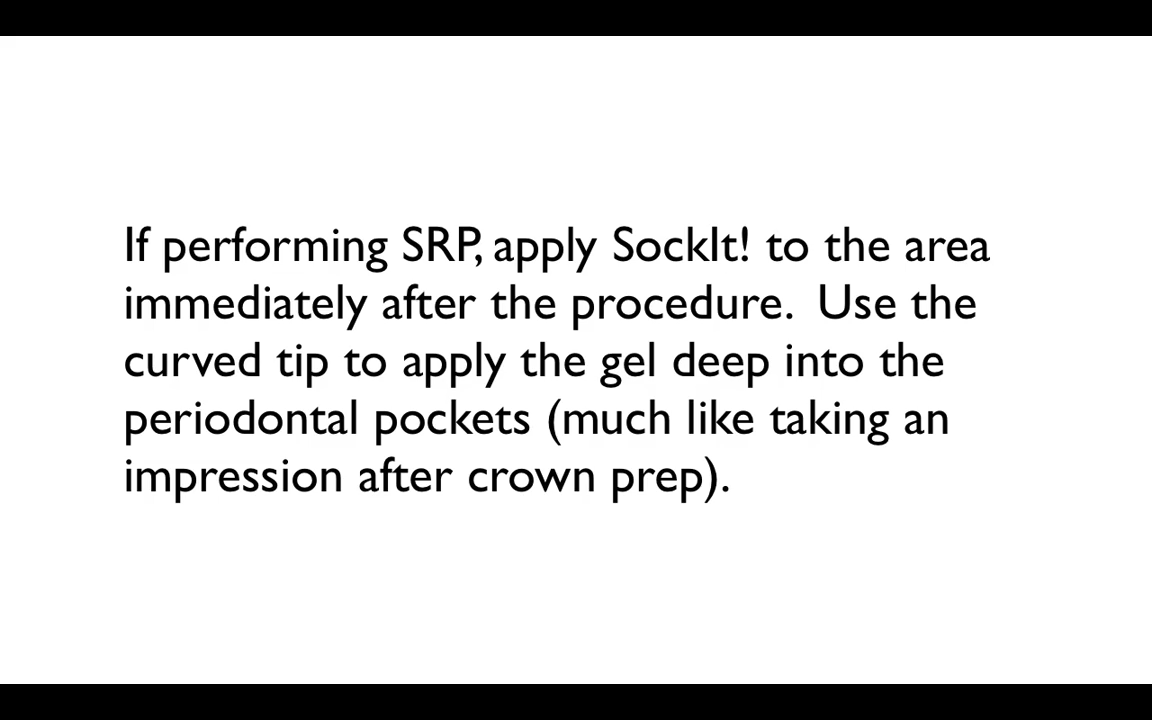 If performing SRP, apply SockIt! to the area
immediately after the procedure.  Use the
curved tip to apply the gel deep into the
periodontal pockets (much like taking an
impression after crown prep).